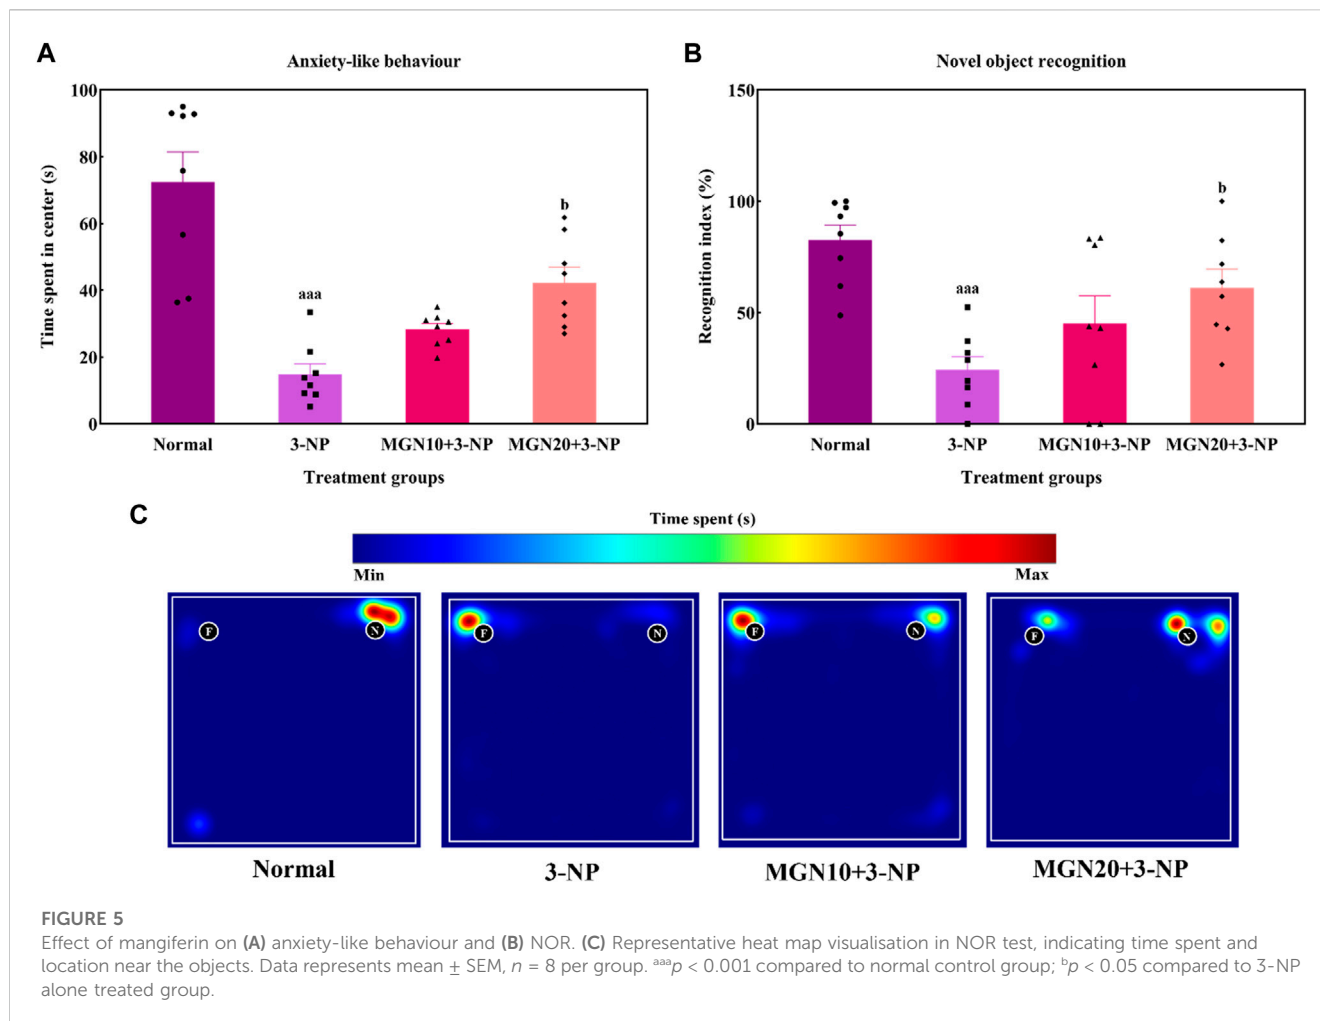 A
Anxiety-like behaviour
100
80
60
40
20
0
Time spent in center (s)
aaa
b
Normal
3-NP
MGN10+3-NP
MGN20+3-NP
Treatment groups
B
Novel object recognition
150
100
50
0
Recognition index (%)
aaa
b
Normal
3-NP
MGN10+3-NP
MGN20+3-NP
Treatment groups
C
Time spent (s)
Min
Max
F
N
F
N
F
N
F
N
Normal
3-NP
MGN10+3-NP
MGN20+3-NP
FIGURE 5
Effect of mangiferin on (A) anxiety-like behaviour and (B) NOR. (C) Representative heat map visualisation in NOR test, indicating time spent and
location near the objects. Data represents mean ± SEM, n = 8 per group. aaap < 0.001 compared to normal control group; bp < 0.05 compared to 3-NP
alone treated group.